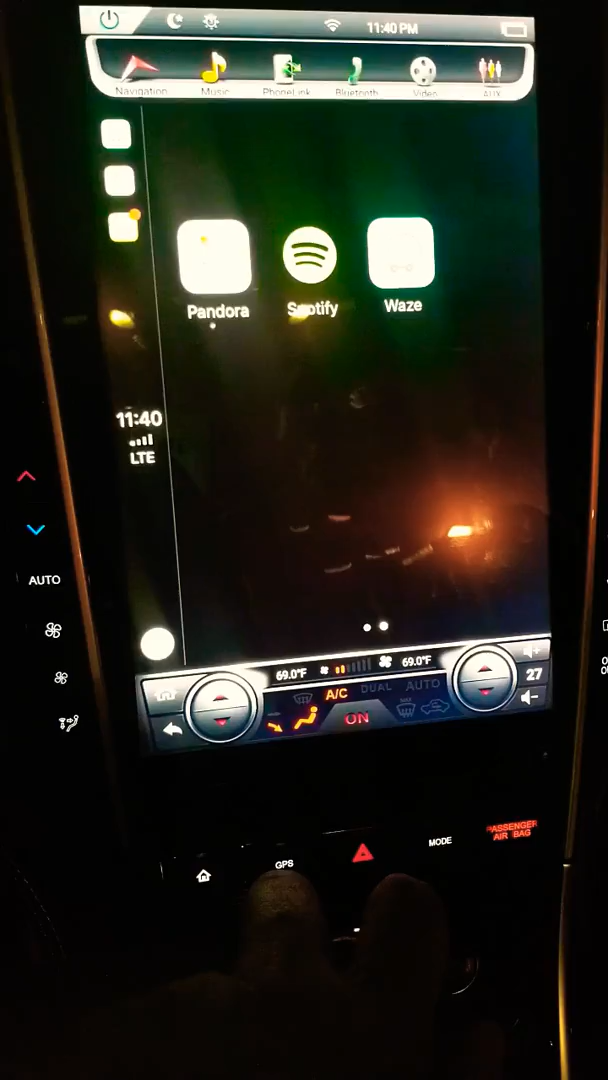 11:40 PM
Navigation Music PhoneLink Bluetooth Video AUX
Pandora Spotify Waze
11:40
LTE
AUTO
69.0°F 69.0°F
A/C DUAL AUTO
27
ON
GPS MODE PASSENGER
AIR BAG